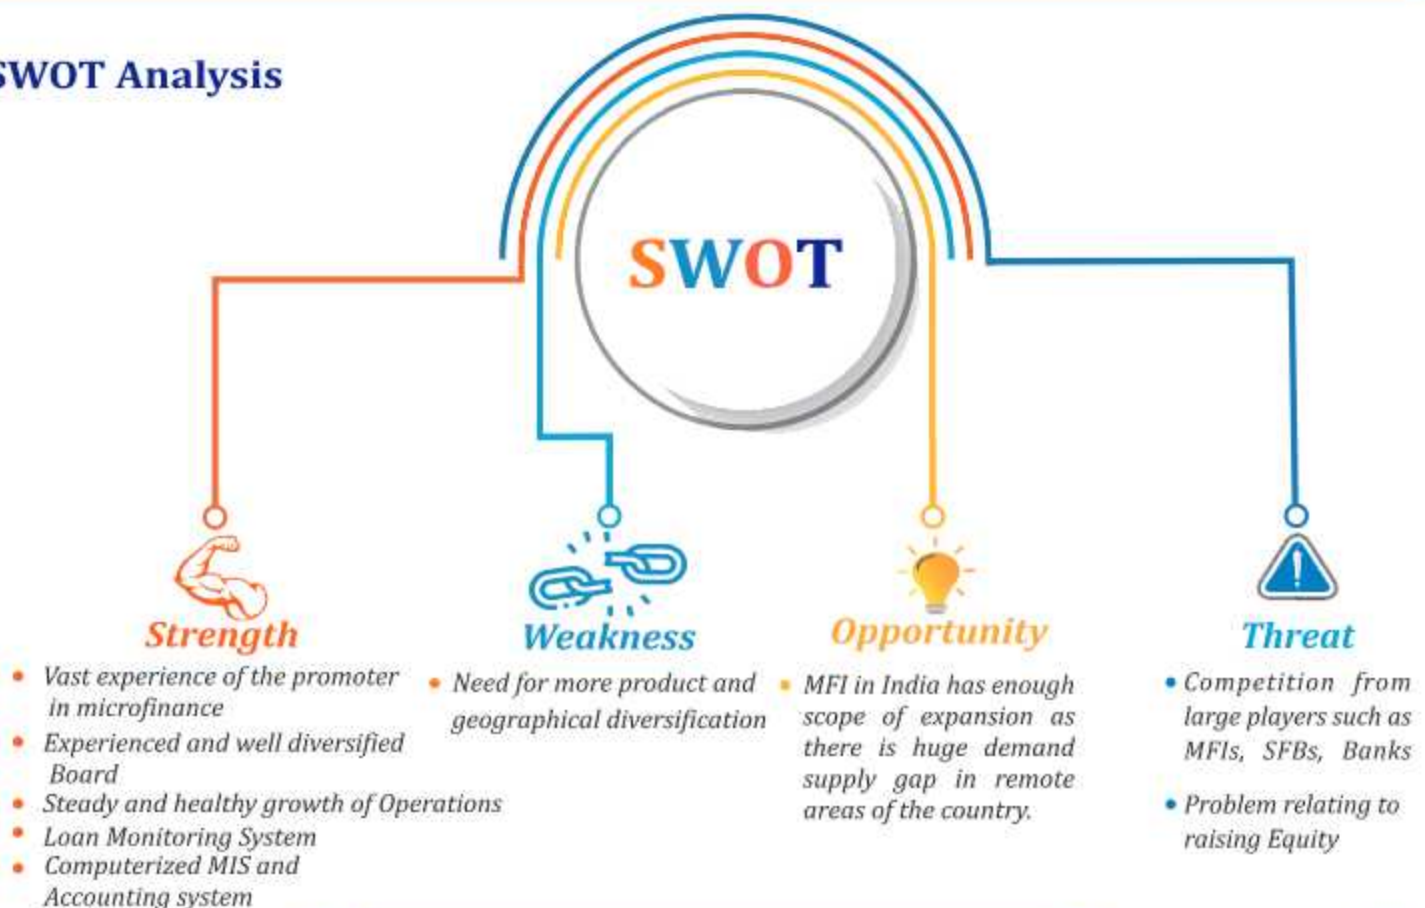 SWOT Analysis
SWOT
Strength
• Vast experience of the promoter
in microfinance
• Experienced and well diversified
Board
• Steady and healthy growth of Operations
• Loan Monitoring System
• Computerized MIS and
Accounting system
Weakness
• Need for more product and
geographical diversification
Opportunity
• MFI in India has enough
scope of expansion as
there is huge demand
supply gap in remote
areas of the country.
Threat
• Competition from
large players such as
MFIs, SFBs, Banks
• Problem relating to
raising Equity